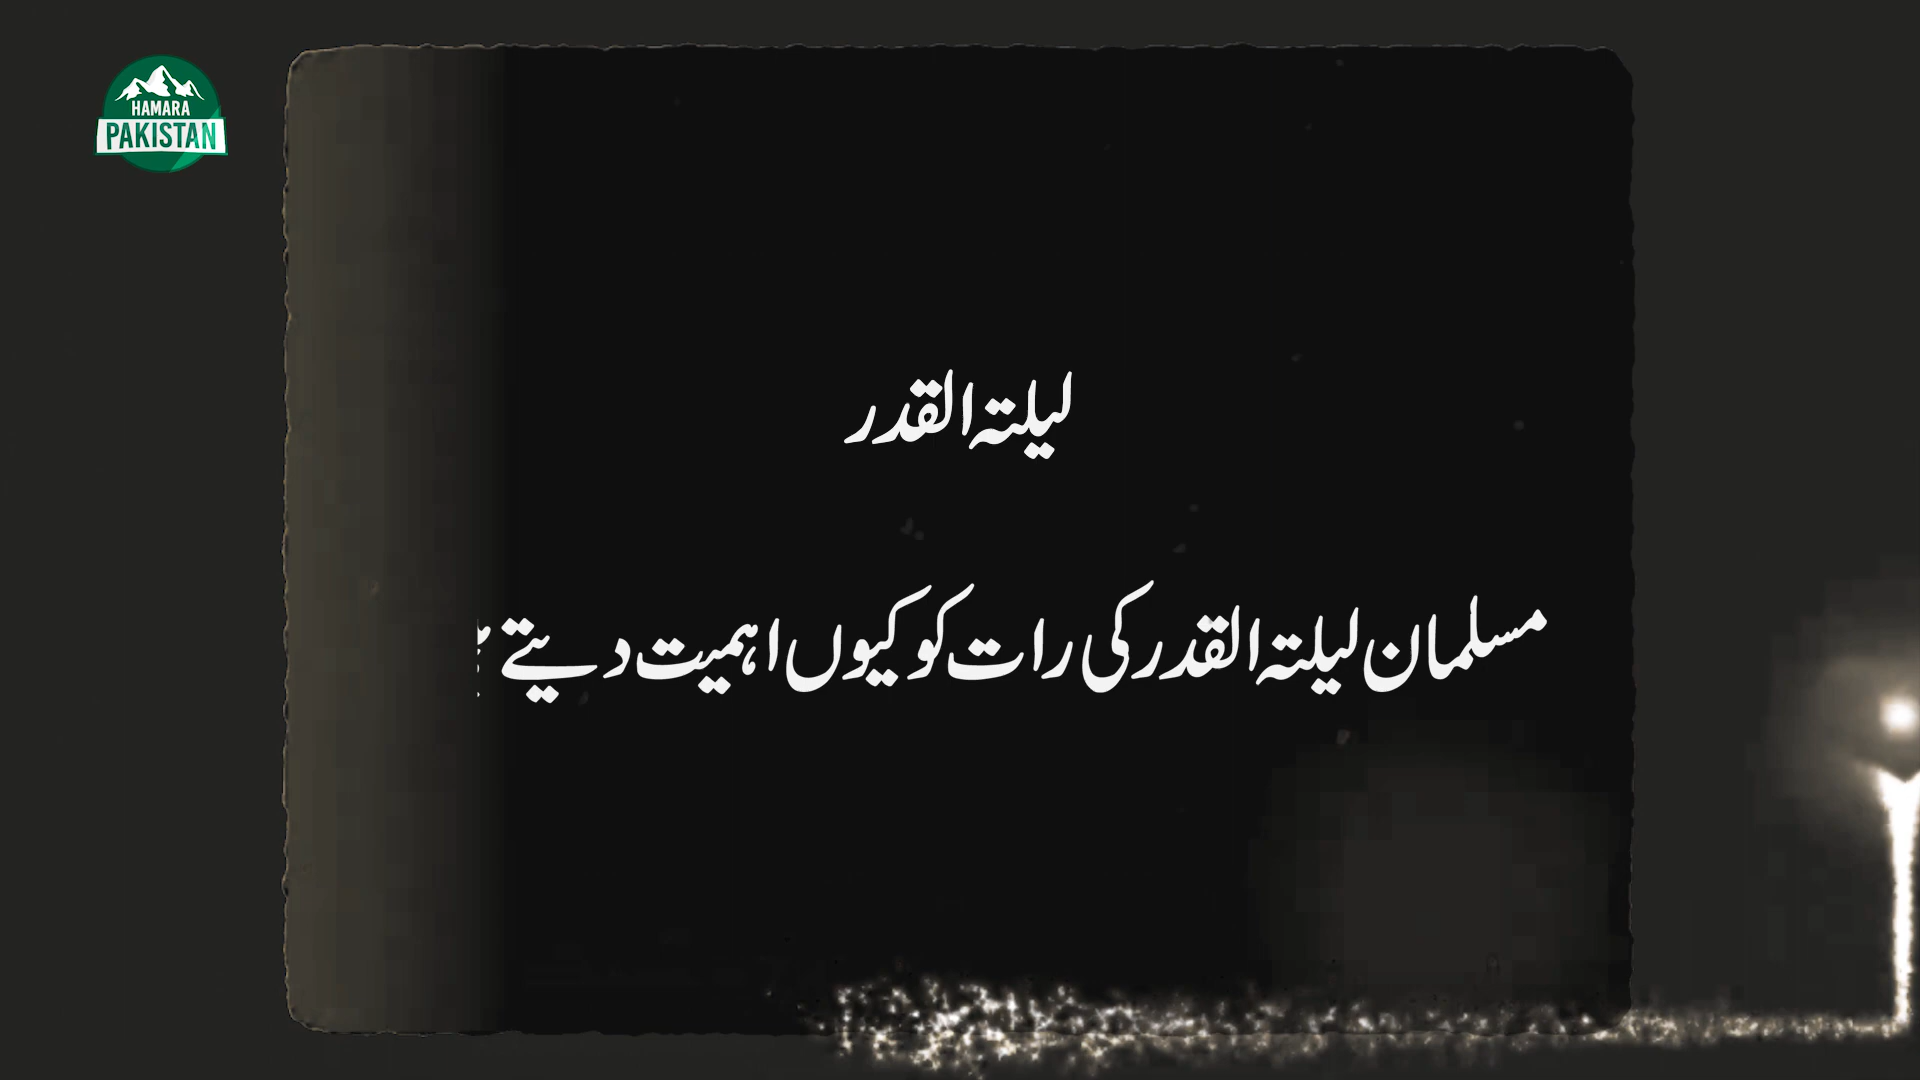 HAMARA
PAKISTAN
لیلتہ القدر
مسلمان لیلتہ القدر کی رات کو کیوں اہمیت دیتے